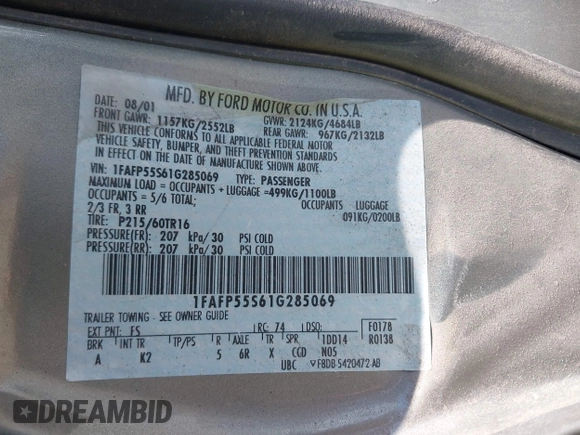 MFD. BY FORD MOTOR CO. IN U.S.A.
DATE: 08/01 GVWR: 2124KG/4684LB
FRONT GAWR: 1157KG/2552LB REAR GAWR: 967KG/2132LB
THIS VEHICLE CONFORMS TO ALL APPLICABLE FEDERAL MOTOR
VEHICLE SAFETY, BUMPER, AND THEFT PREVENTION STANDARDS
IN EFFECT ON THE DATE OF MANUFACTURE SHOWN ABOVE.
VIN: 1FAFP55S61G285069 TYPE: PASSENGER
MAXIMUM LOAD = OCCUPANTS + LUGGAGE =499KG/1100LB
OCCUPANTS = 5/6 TOTAL; OCCUPANTS LUGGAGE
2/3 FR, 3 RR 091KG/0200LB
TIRE: P215/60TR16
PRESSURE(FR): 207 kPa/30 PSI COLD
PRESSURE(RR): 207 kPa/30 PSI COLD
1FAFP55S61G285069
TRAILER TOWING - SEE OWNER GUIDE
EXT PNT: FS RC: 74 DSO: F0178
BRK INT TR TP/PS R AXLE TR SPR 1DD14 R0138
A K2 5 6R X CCD N05
UBC ▽F8DB 5420472 AB
DREAMBID